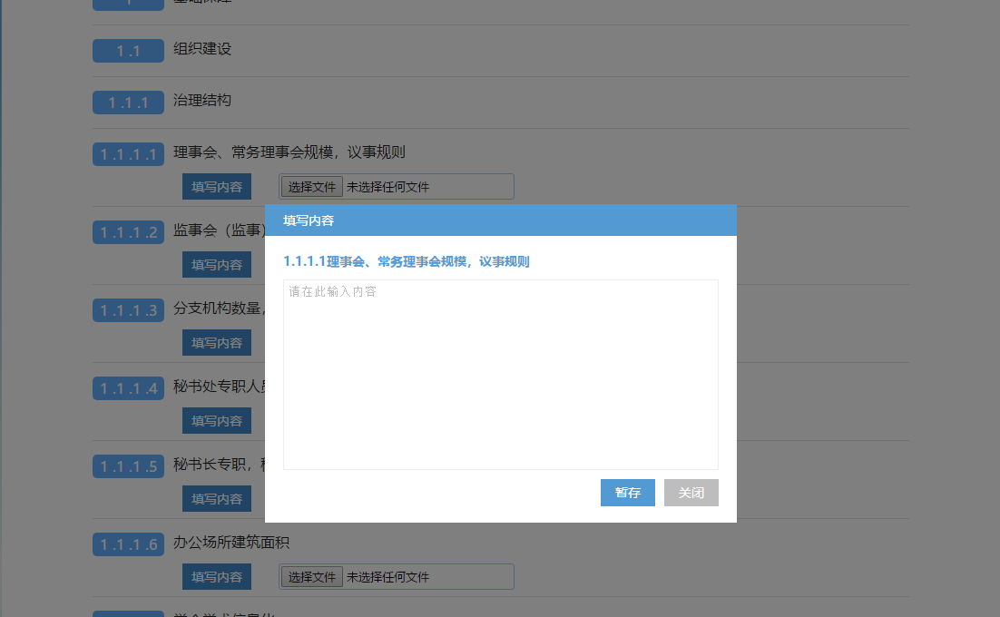 1
基础保障
1 .1
组织建设
1 .1 .1
治理结构
1 .1 .1 .1
理事会、常务理事会规模，议事规则
填写内容
选择文件 未选择任何文件
1 .1 .1 .2
监事会（监事）
填写内容
1 .1 .1 .3
分支机构数量，
填写内容
1 .1 .1 .4
秘书处专职人员
填写内容
1 .1 .1 .5
秘书长专职，
填写内容
1 .1 .1 .6
办公场所建筑面积
填写内容
选择文件 未选择任何文件
填写内容
1.1.1.1理事会、常务理事会规模，议事规则
请在此输入内容
暂存
关闭